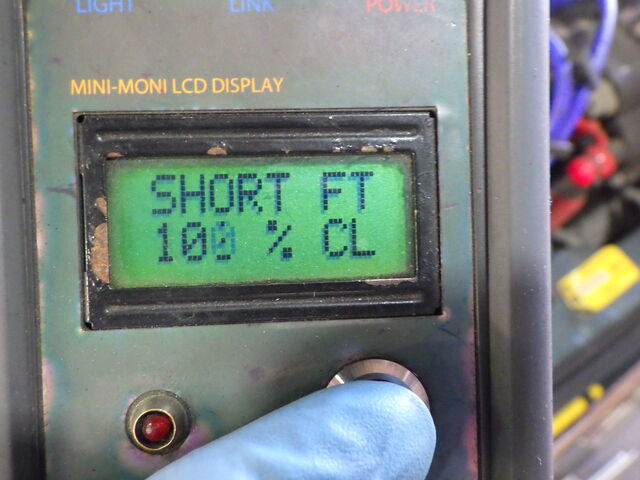 LIGHT LINK POWER
MINI-MONI LCD DISPLAY
SHORT FT
100 % CL